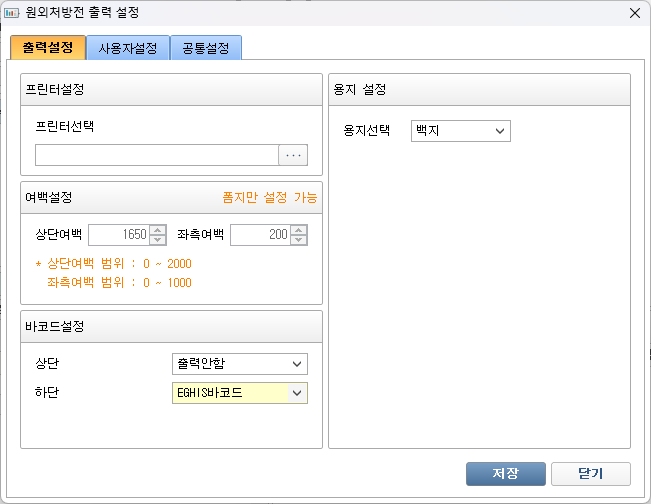 원외처방전 출력 설정
출력설정 사용자설정 공통설정
프린터설정
프린터선택
...
여백설정 폼지만 설정 가능
상단여백 1650 좌측여백 200
* 상단여백 범위 : 0 ~ 2000
좌측여백 범위 : 0 ~ 1000
바코드설정
상단 출력안함
하단 EGHIS바코드
용지 설정
용지선택 백지
저장 닫기